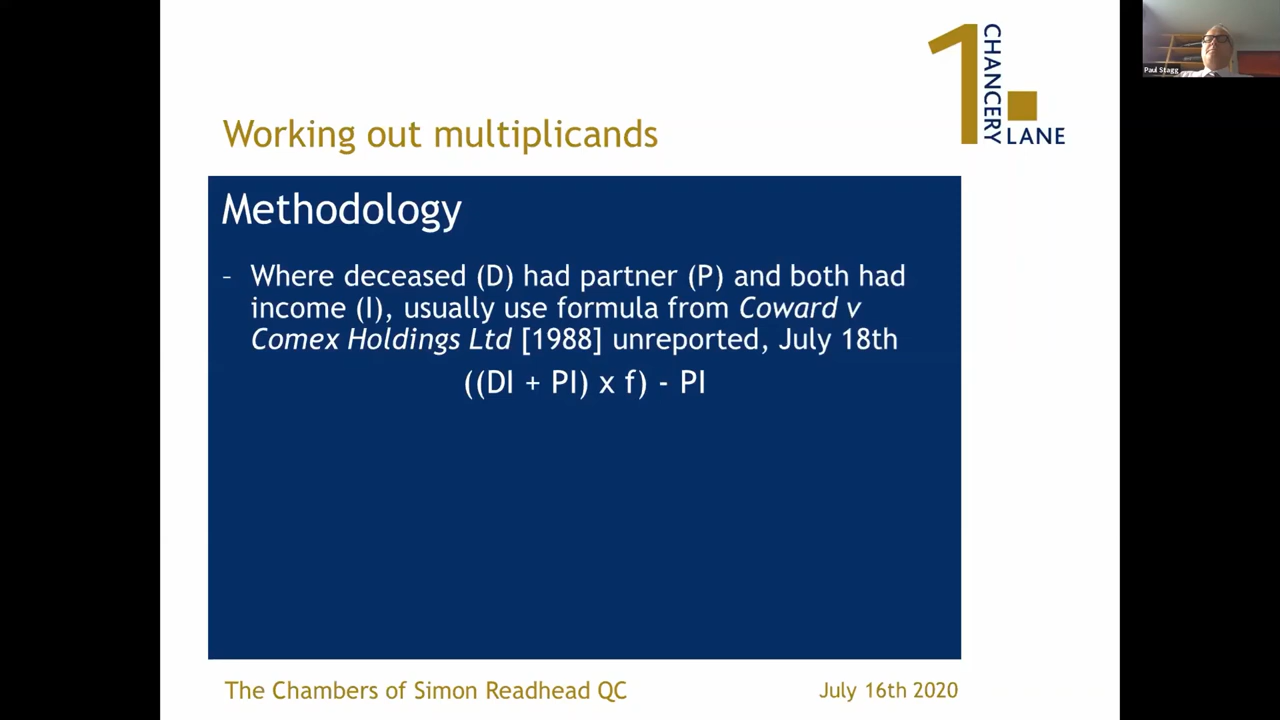 1 CHANCERY LANE
Paul Stagg
Working out multiplicands
Methodology
– Where deceased (D) had partner (P) and both had
income (I), usually use formula from Coward v
Comex Holdings Ltd [1988] unreported, July 18th
((DI + PI) x f) - PI
The Chambers of Simon Readhead QC
July 16th 2020